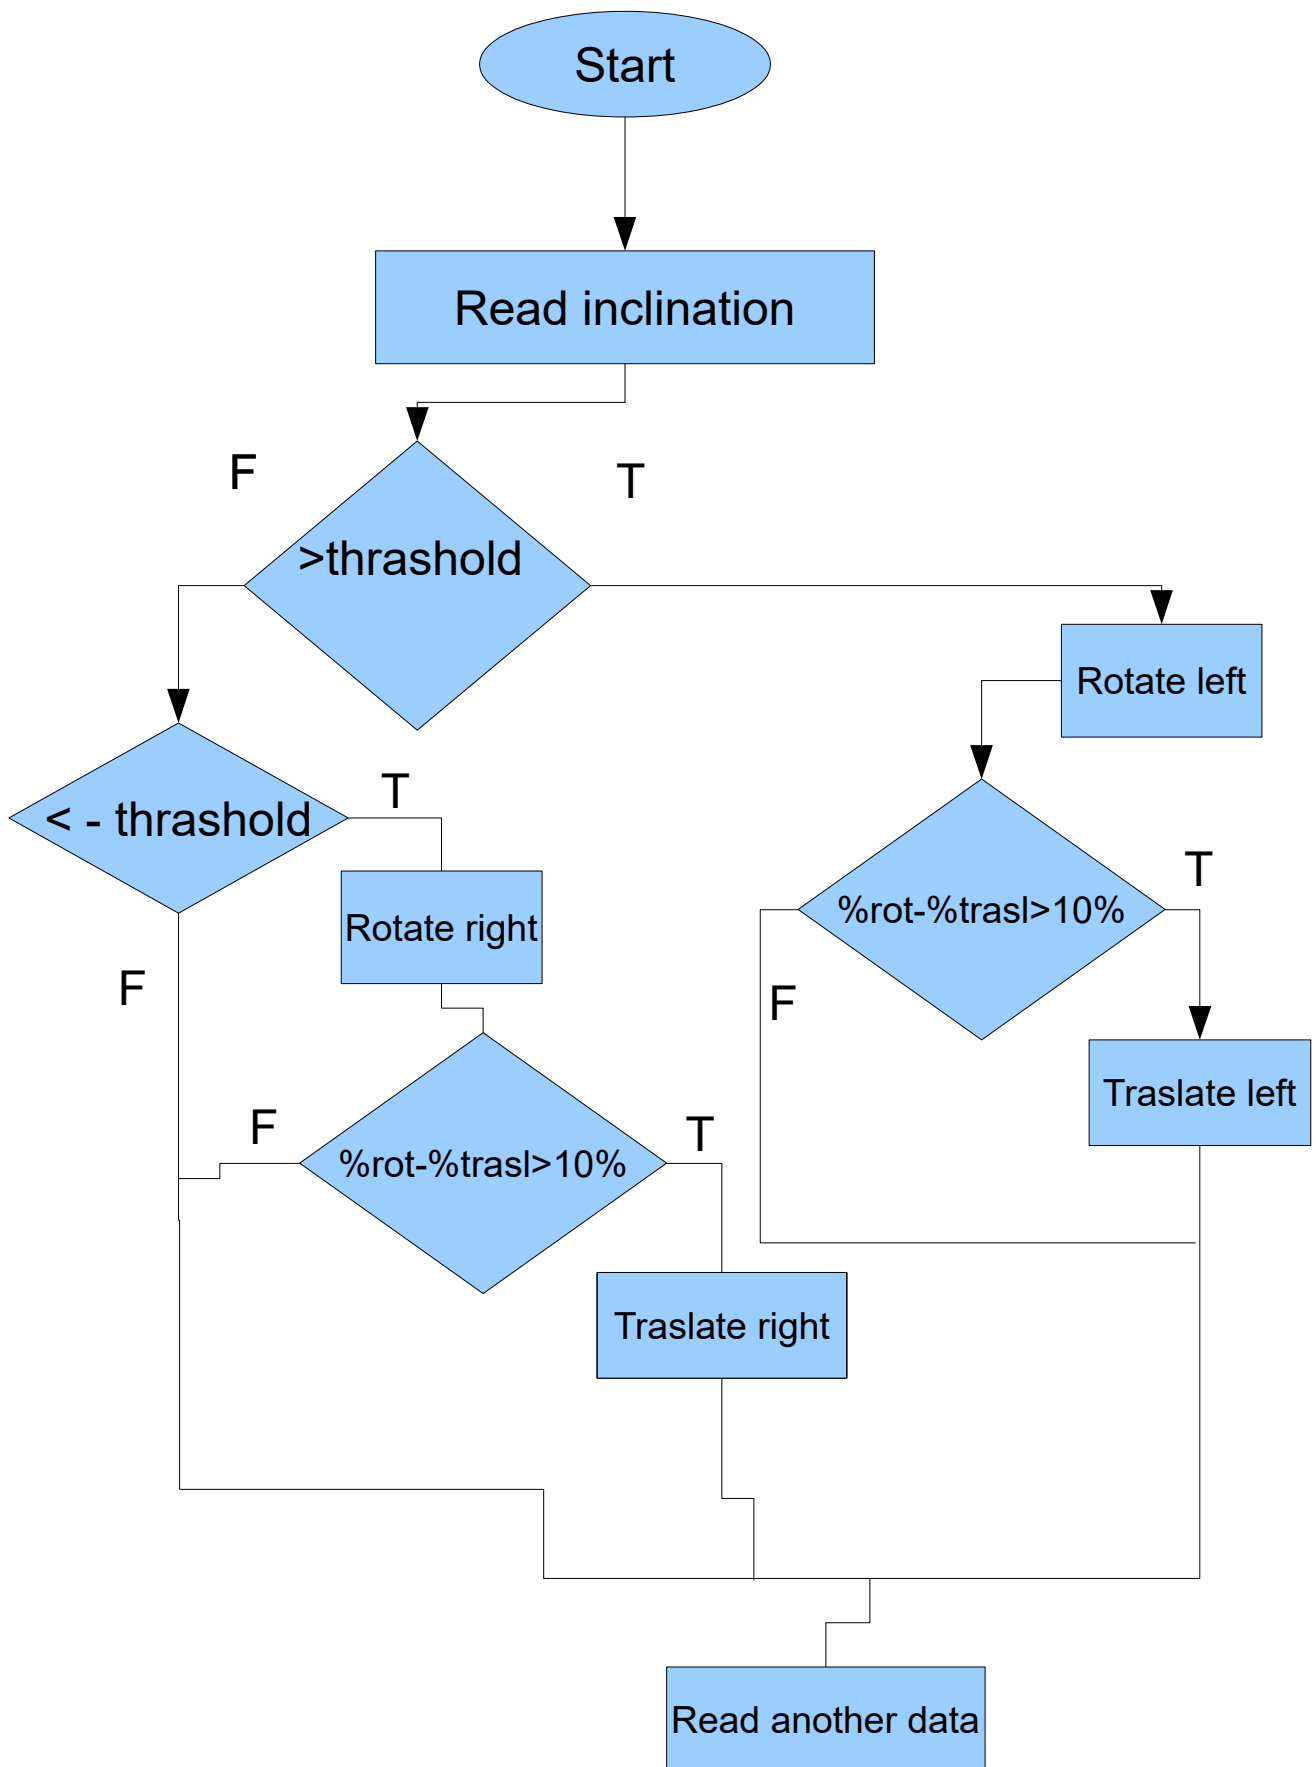 Start
Read inclination
F
T
>thrashold
Rotate left
< - thrashold
T
Rotate right
%rot-%trasl>10%
T
F
F
Traslate left
F
%rot-%trasl>10%
T
Traslate right
Read another data